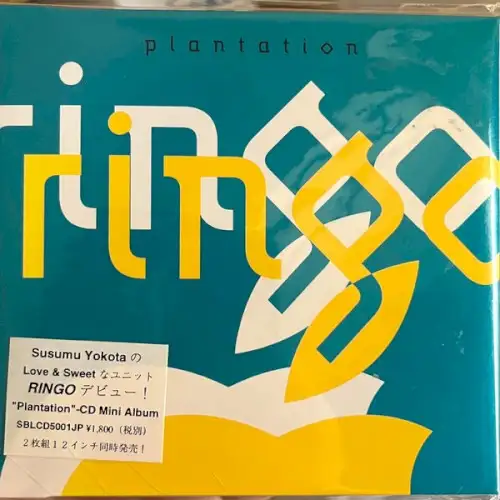 plantation
ringo
ringo
Susumu Yokota の
Love & Sweet なユニット
RINGO デビュー！
"Plantation"-CD Mini Album
SBLCD5001JP ¥1,800（税別）
２枚組１２インチ同時発売！